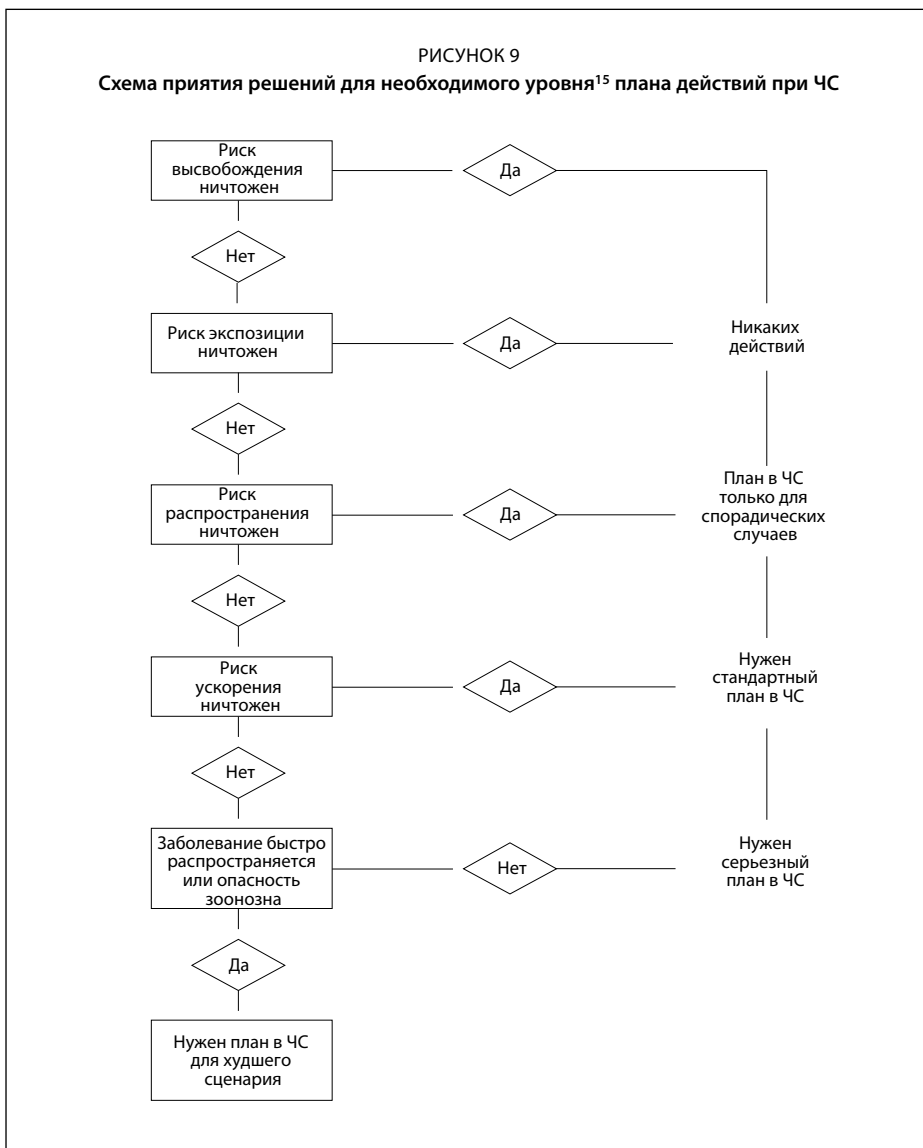 РИСУНОК 9
Схема приятия решений для необходимого уровня¹⁵ плана действий при ЧС
Риск
высвобождения
ничтожен
Да
Нет
Риск экспозиции
ничтожен
Да
Никаких
действий
Нет
Риск
распространения
ничтожен
Да
План в ЧС
только для
спорадических
случаев
Нет
Риск
ускорения
ничтожен
Да
Нужен
стандартный
план в ЧС
Нет
Заболевание быстро
распространяется
или опасность
зоонозна
Нет
Нужен
серьезный
план в ЧС
Да
Нужен план в ЧС
для худшего
сценария